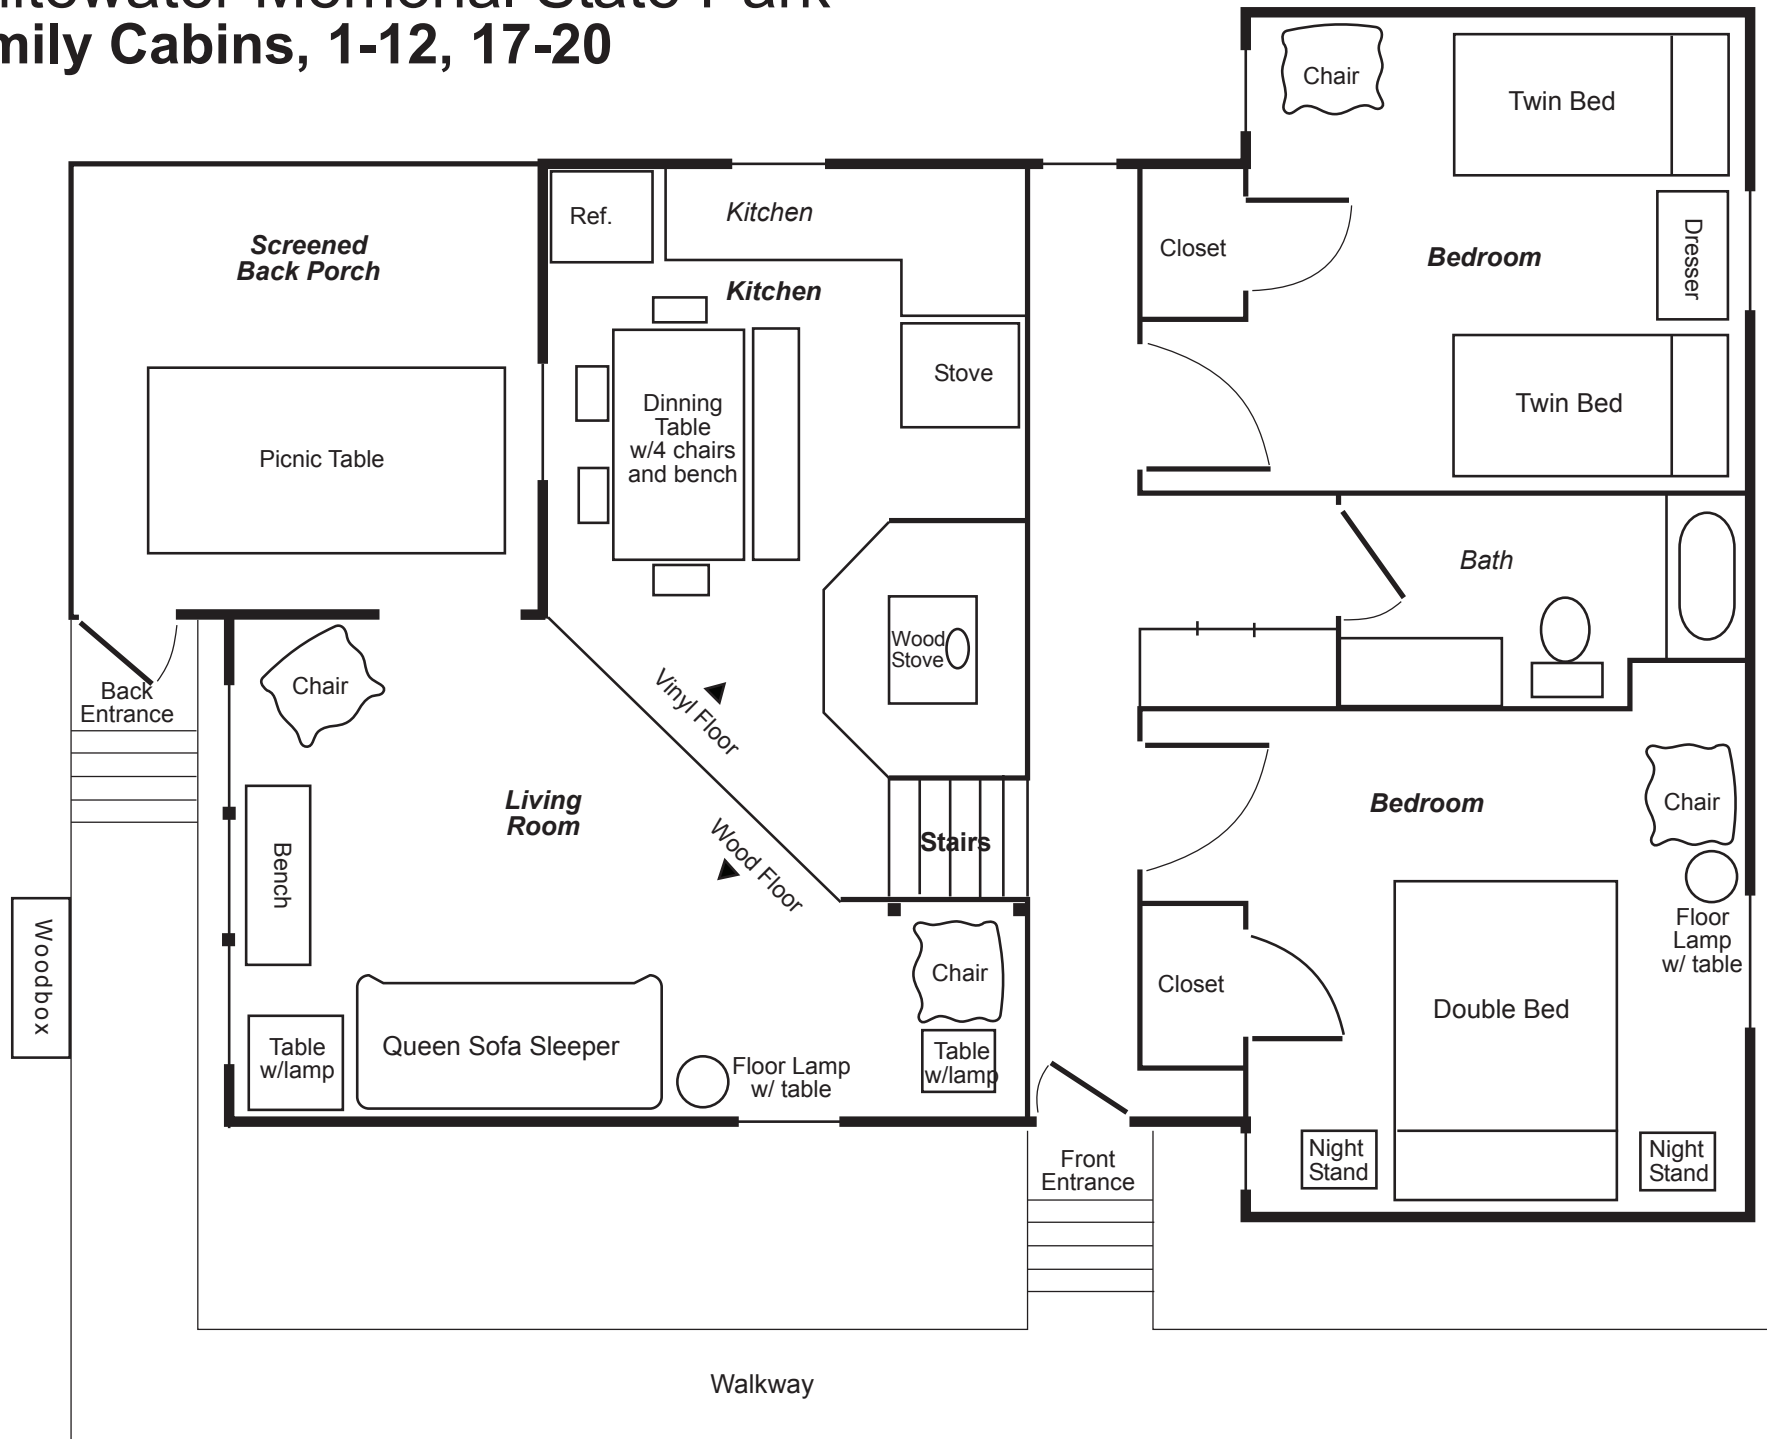 Memorial State Park
Cabins, 1-12, 17-20
Chair
Twin Bed
Screened
Back Porch
Ref.
Kitchen
Kitchen
Closet
Bedroom
Dresser
Picnic Table
Dinning
Table
w/4 chairs
and bench
Stove
Twin Bed
Bath
Wood
Stove
Back
Entrance
Chair
Vinyl Floor
Living
Room
Wood Floor
Stairs
Bedroom
Chair
Bench
Woodbox
Floor
Lamp
w/ table
Chair
Closet
Double Bed
Table
w/lamp
Queen Sofa Sleeper
Floor Lamp
w/ table
Table
w/lamp
Front
Entrance
Night
Stand
Night
Stand
Walkway